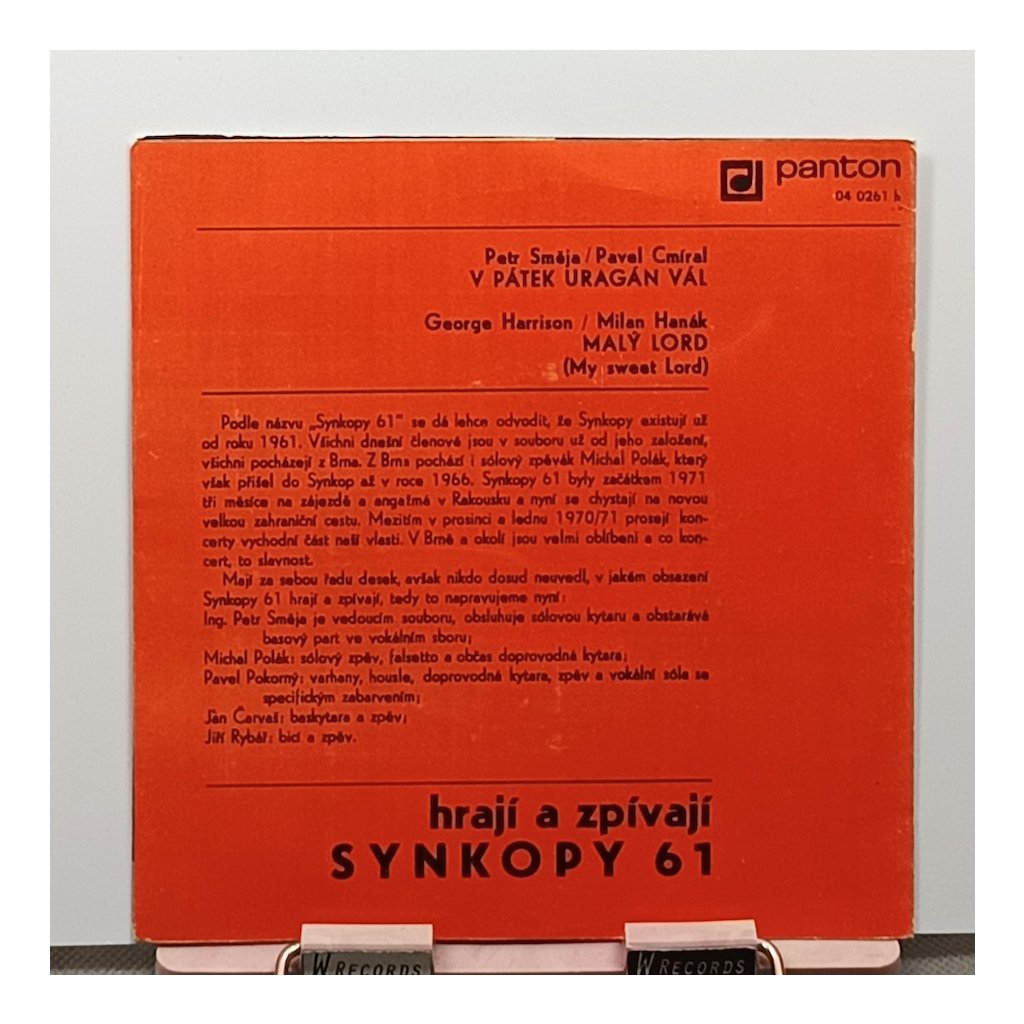 panton
04 0261 h
Petr Směja / Pavel Cmíral
V PÁTEK URAGÁN VÁL
George Harrison / Milan Hanák
MALÝ LORD
(My sweet Lord)
Podle názvu „Synkopy 61" se dá lehce odvodit, že Synkopy existují už
od roku 1961. Všichni dnešní členové jsou v souboru už od jeho založení,
všichni pocházejí z Brna. Z Brna pochází i sólový zpěvák Michal Polák, který
však přišel do Synkop až v roce 1966. Synkopy 61 byly začátkem 1971
tři měsíce na zájezdě a angažmá v Rakousku a nyní se chystají na novou
velkou zahraniční cestu. Mezitím v prosinci a lednu 1970/71 prosejí kon-
certy vychodní část naší vlasti. V Brně a okolí jsou velmi oblíbeni a co kon-
cert, to slavnost.
Mají za sebou řadu desek, avšak nikdo dosud neuvedl, v jakém obsazení
Synkopy 61 hrají a zpívají, tedy to napravujeme nyní:
Ing. Petr Směja je vedoucím souboru, obsluhuje sólovou kytaru a obstarává
basový part ve vokálním sboru;
Michal Polák: sólový zpěv, falsetto a občas doprovodná kytara;
Pavel Pokorný: varhany, housle, doprovodná kytara, zpěv a vokální sóla se
specifickým zabarvením;
Ján Čarvaš: baskytara a zpěv;
Jiří Rybář: bicí a zpěv.
hrají a zpívají
SYNKOPY 61
W RECORDS
W RECORDS